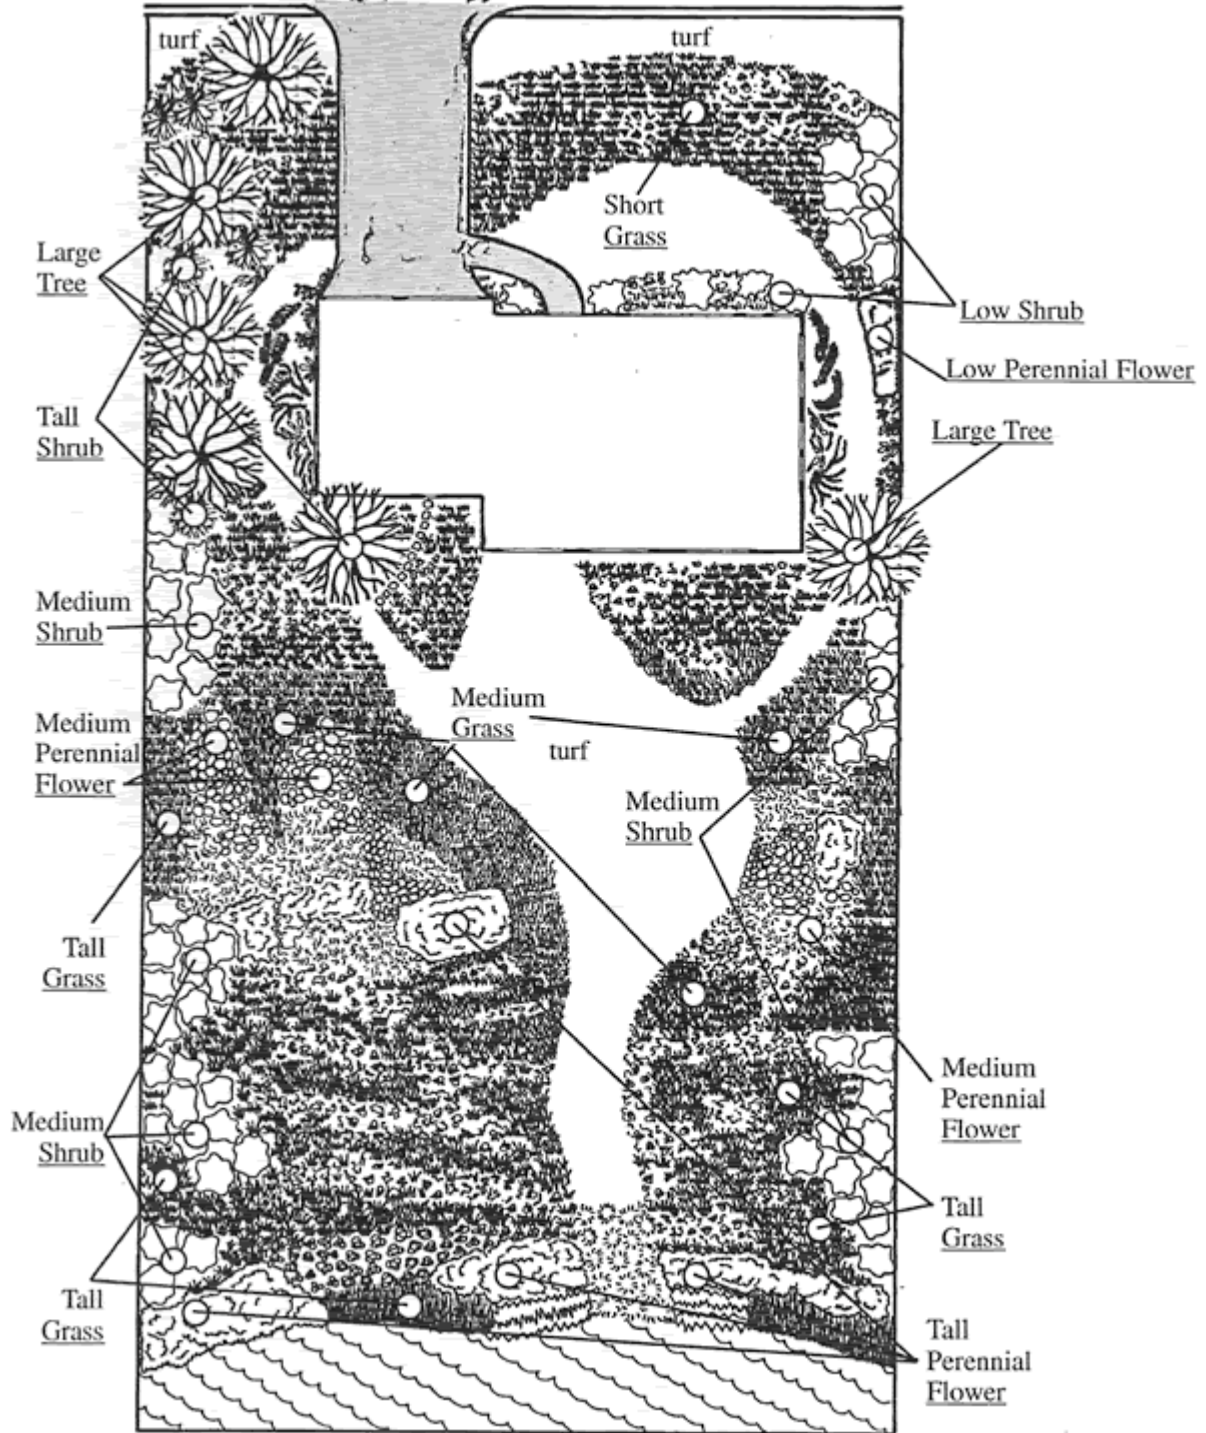 turf
turf
Short
Grass
Large
Tree
Low Shrub
Low Perennial Flower
Tall
Shrub
Large Tree
Medium
Shrub
Medium
Grass
Medium
Perennial
Flower
turf
Medium
Shrub
Tall
Grass
Medium
Perennial
Flower
Medium
Shrub
Tall
Grass
Tall
Grass
Tall
Perennial
Flower